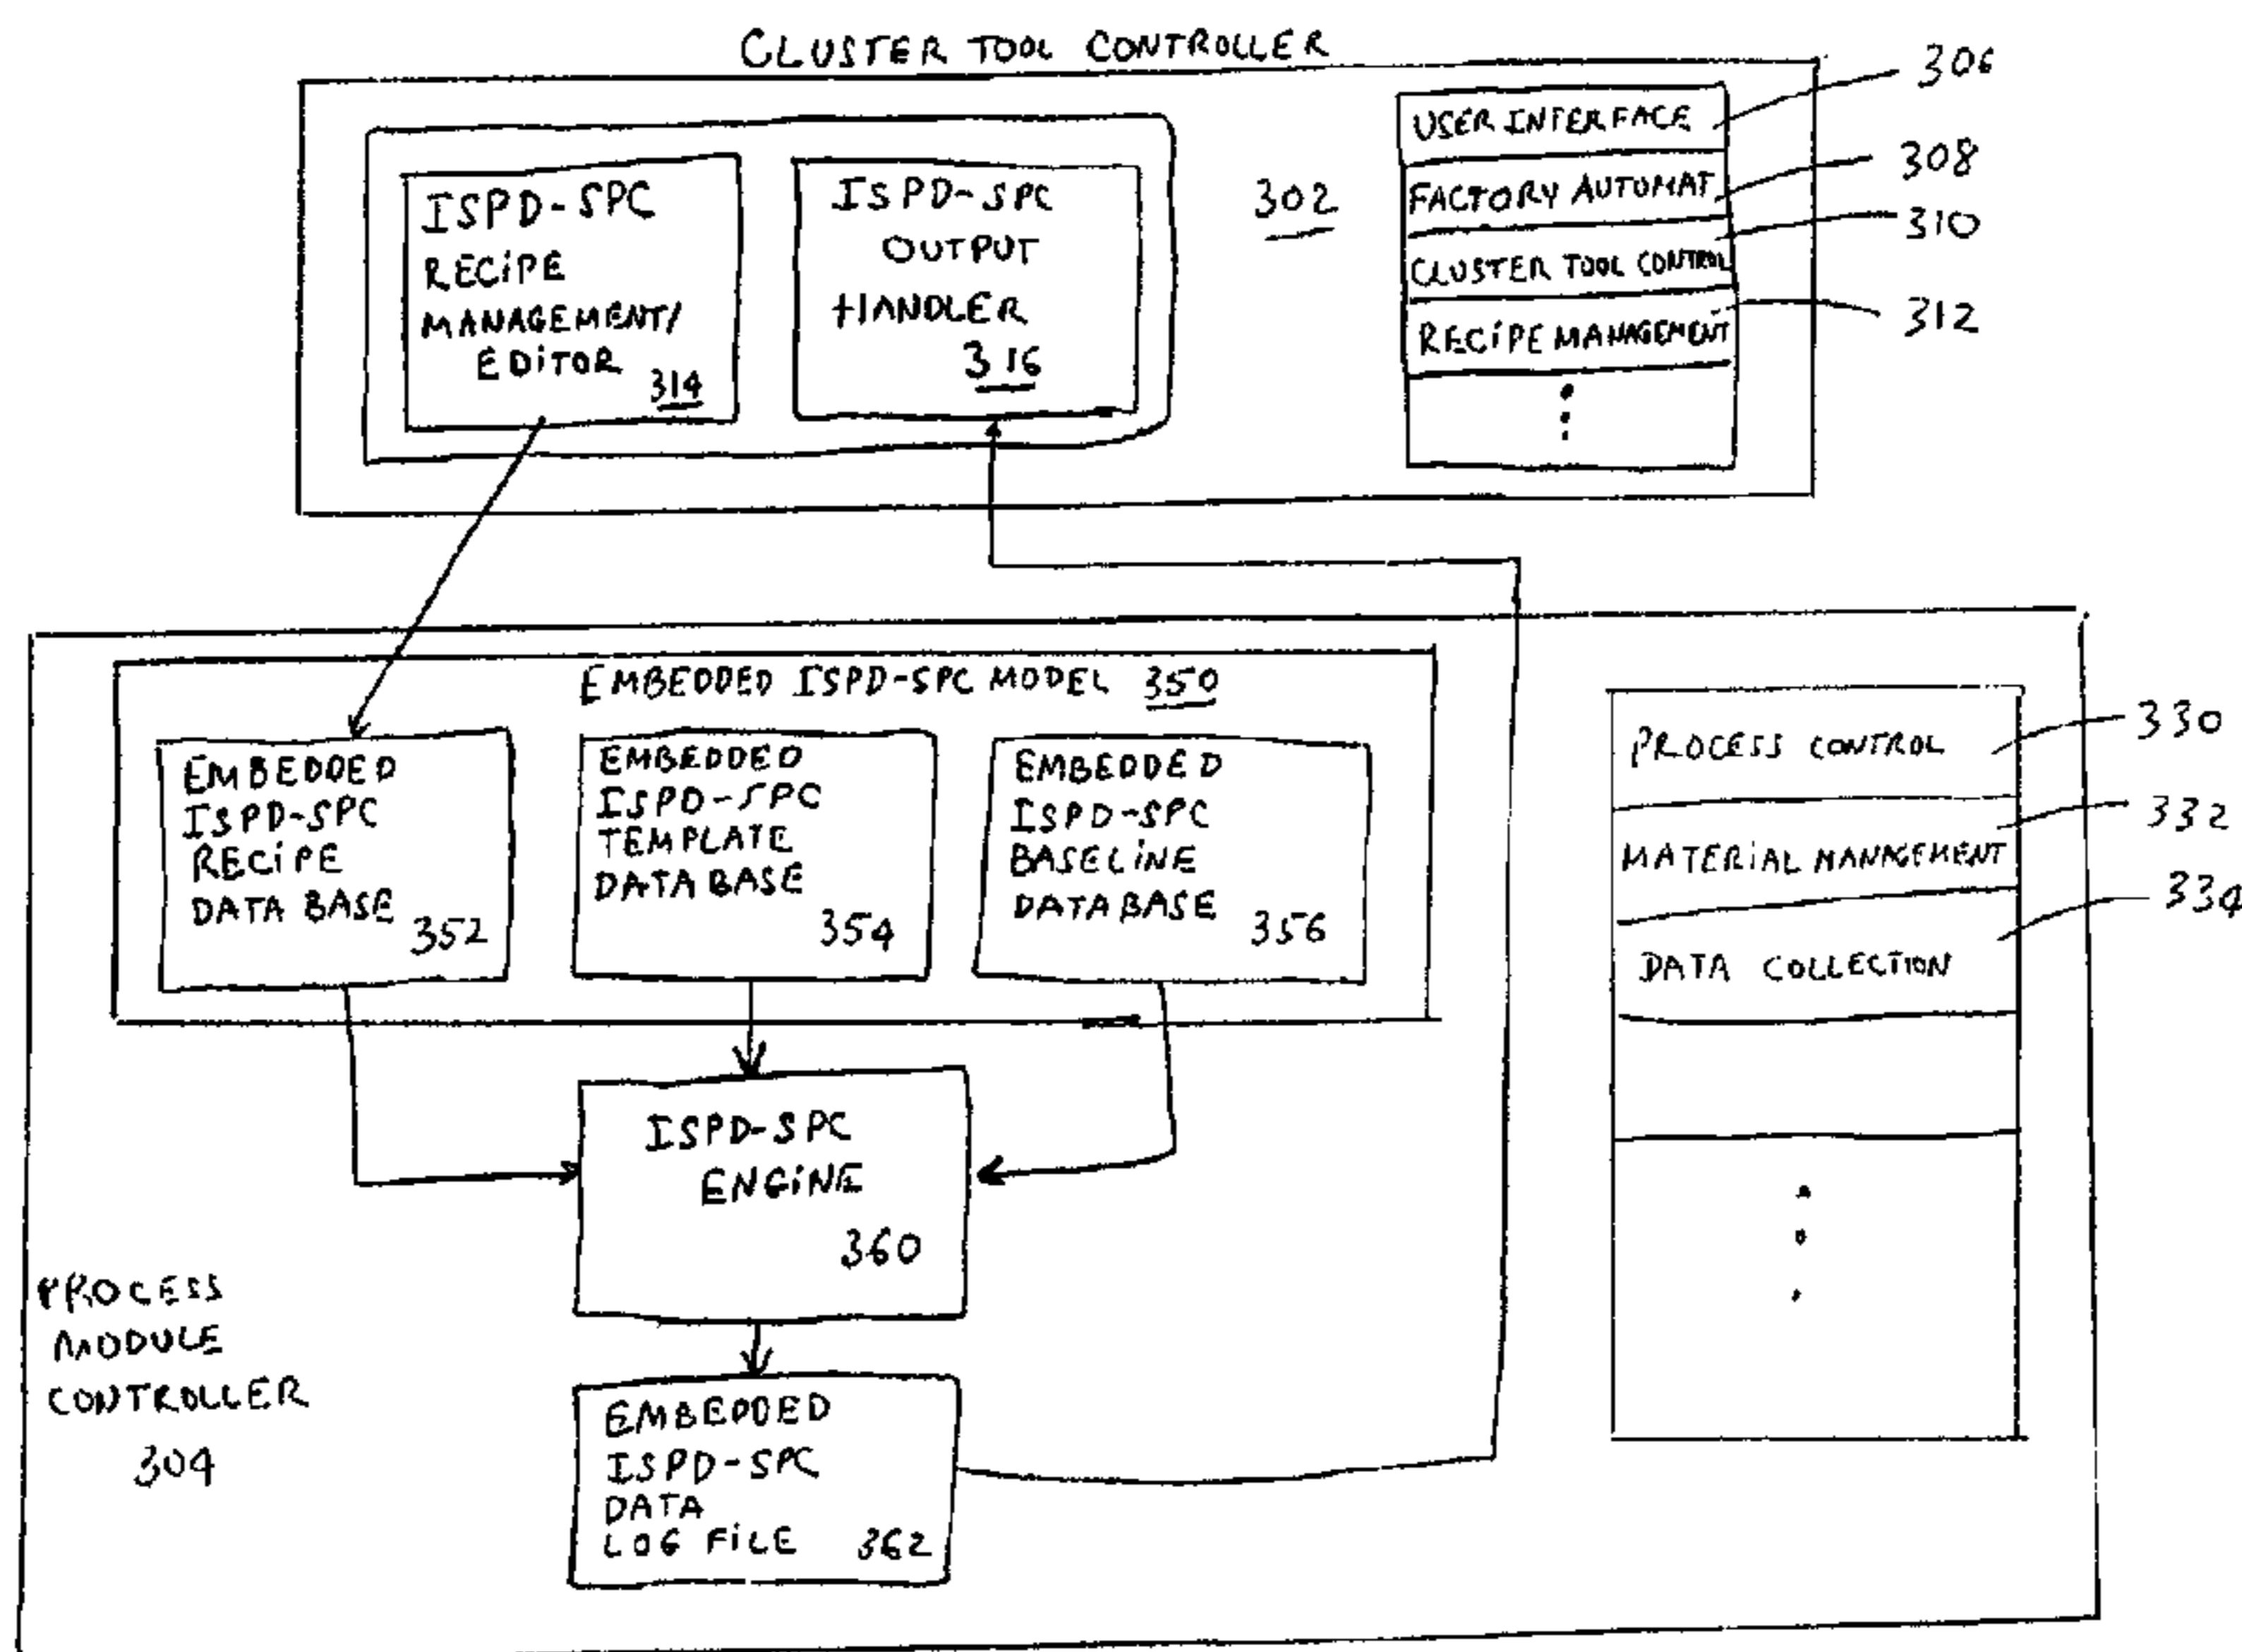 CLUSTER TOOL CONTROLLER
306
USER INTERFACE
308
FACTORY AUTOMAT
310
CLUSTER TOOL CONTROL
312
RECIPE MANAGEMENT
302
ISPD-SPC
RECIPE
MANAGEMENT/
EDITOR
314
ISPD-SPC
OUTPUT
HANDLER
316
EMBEDDED ISPD-SPC MODEL 350
EMBEDDED
ISPD-SPC
RECIPE
DATA BASE
352
EMBEDDED
ISPD-SPC
TEMPLATE
DATABASE
354
EMBEDDED
ISPD-SPC
BASELINE
DATABASE
356
330
PROCESS CONTROL
332
MATERIAL MANAGEMENT
334
DATA COLLECTION
ISPD-SPC
ENGINE
360
PROCESS
MODULE
CONTROLLER
304
EMBEDDED
ISPD-SPC
DATA
LOG FILE 362